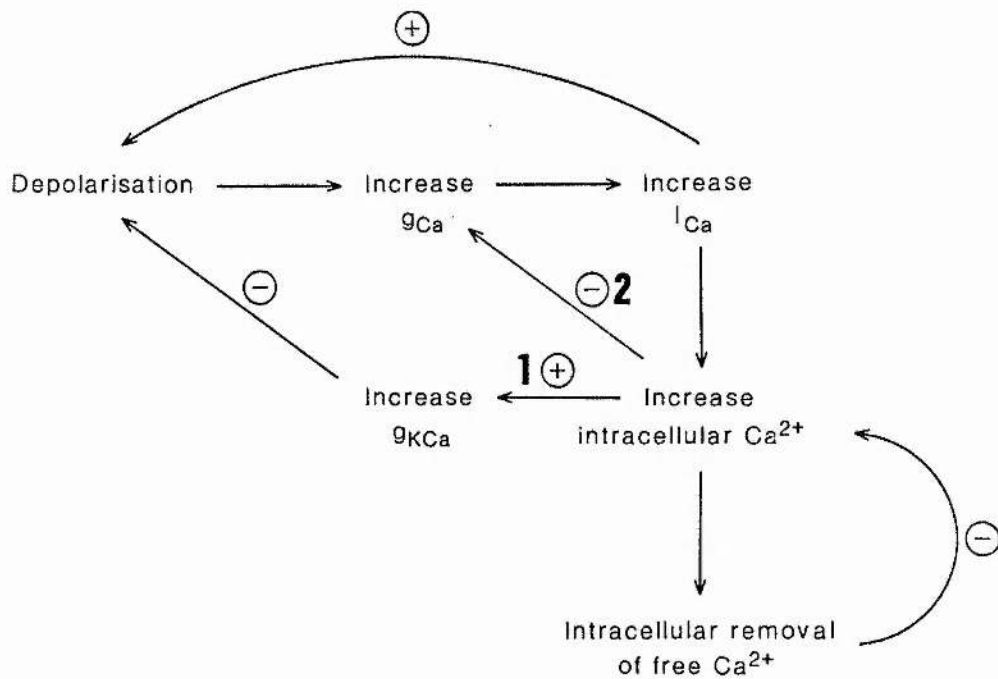 +
Depolarisation
Increase
gCa
Increase
ICa
−
− 2
1 +
Increase
gKCa
Increase
intracellular Ca2+
−
Intracellular removal
of free Ca2+